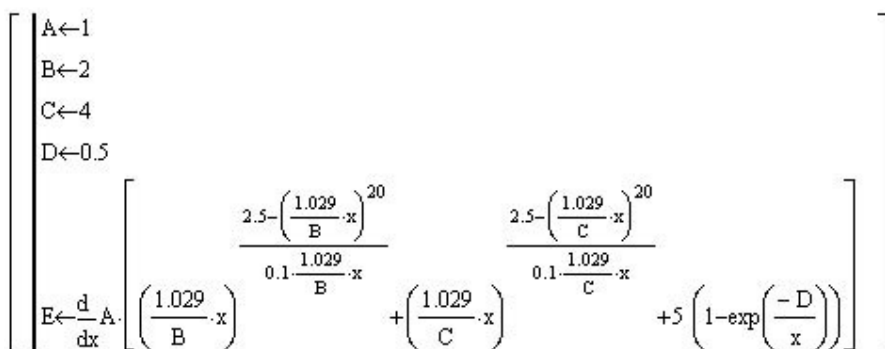 A←1
B←2
C←4
D←0.5
E←d/dx A·[(1.029/B·x)^((2.5-(1.029/B·x)^20)/(0.1·1.029/B·x))+(1.029/C·x)^((2.5-(1.029/C·x)^20)/(0.1·1.029/C·x))+5(1-exp(-D/x))]